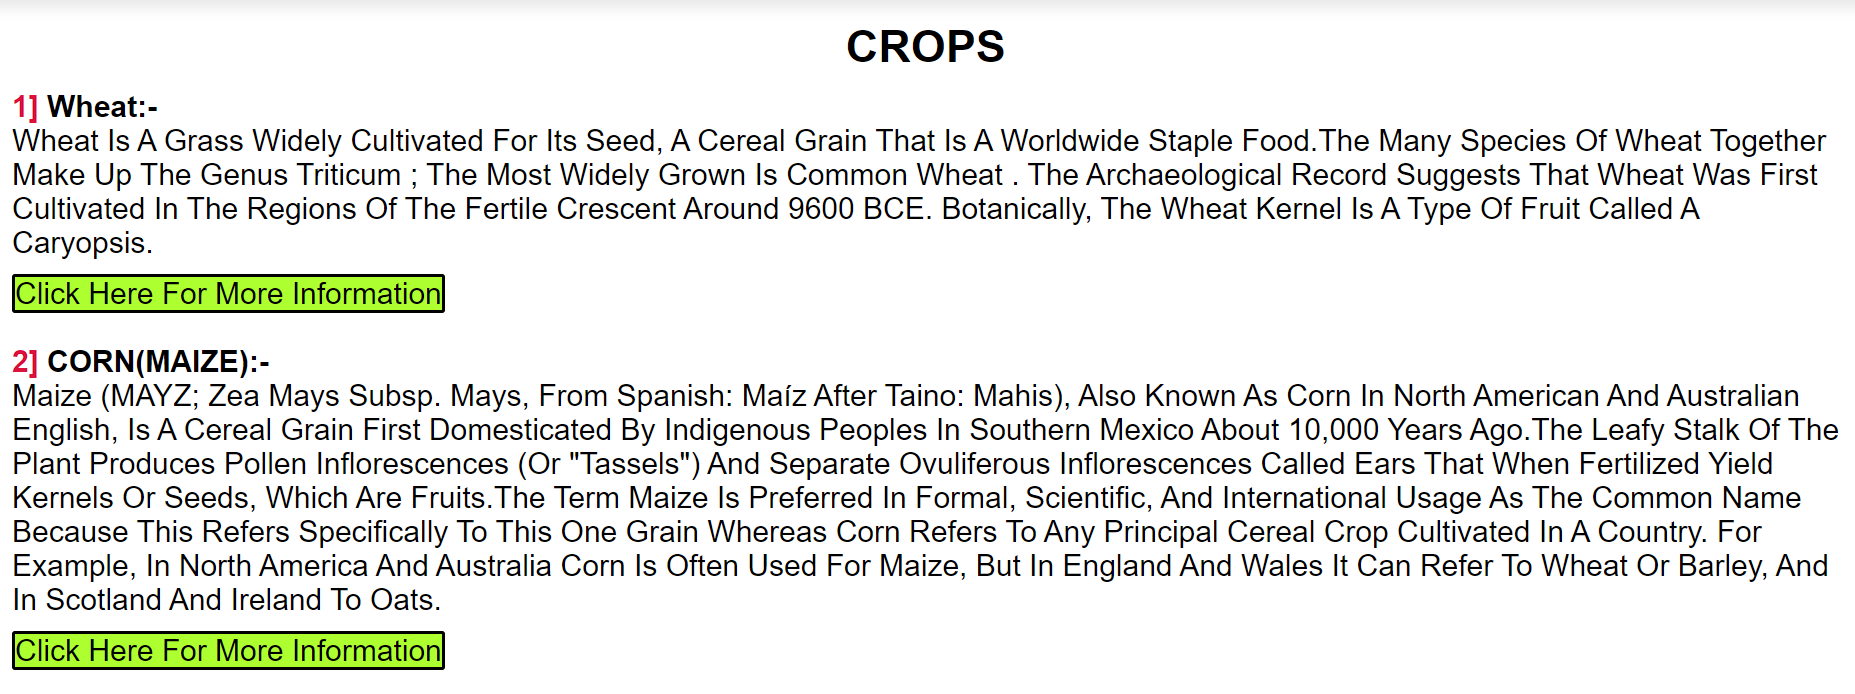 CROPS
1] Wheat:-
Wheat Is A Grass Widely Cultivated For Its Seed, A Cereal Grain That Is A Worldwide Staple Food.The Many Species Of Wheat Together
Make Up The Genus Triticum ; The Most Widely Grown Is Common Wheat . The Archaeological Record Suggests That Wheat Was First
Cultivated In The Regions Of The Fertile Crescent Around 9600 BCE. Botanically, The Wheat Kernel Is A Type Of Fruit Called A
Caryopsis.
Click Here For More Information
2] CORN(MAIZE):-
Maize (MAYZ; Zea Mays Subsp. Mays, From Spanish: Maíz After Taino: Mahis), Also Known As Corn In North American And Australian
English, Is A Cereal Grain First Domesticated By Indigenous Peoples In Southern Mexico About 10,000 Years Ago.The Leafy Stalk Of The
Plant Produces Pollen Inflorescences (Or "Tassels") And Separate Ovuliferous Inflorescences Called Ears That When Fertilized Yield
Kernels Or Seeds, Which Are Fruits.The Term Maize Is Preferred In Formal, Scientific, And International Usage As The Common Name
Because This Refers Specifically To This One Grain Whereas Corn Refers To Any Principal Cereal Crop Cultivated In A Country. For
Example, In North America And Australia Corn Is Often Used For Maize, But In England And Wales It Can Refer To Wheat Or Barley, And
In Scotland And Ireland To Oats.
Click Here For More Information